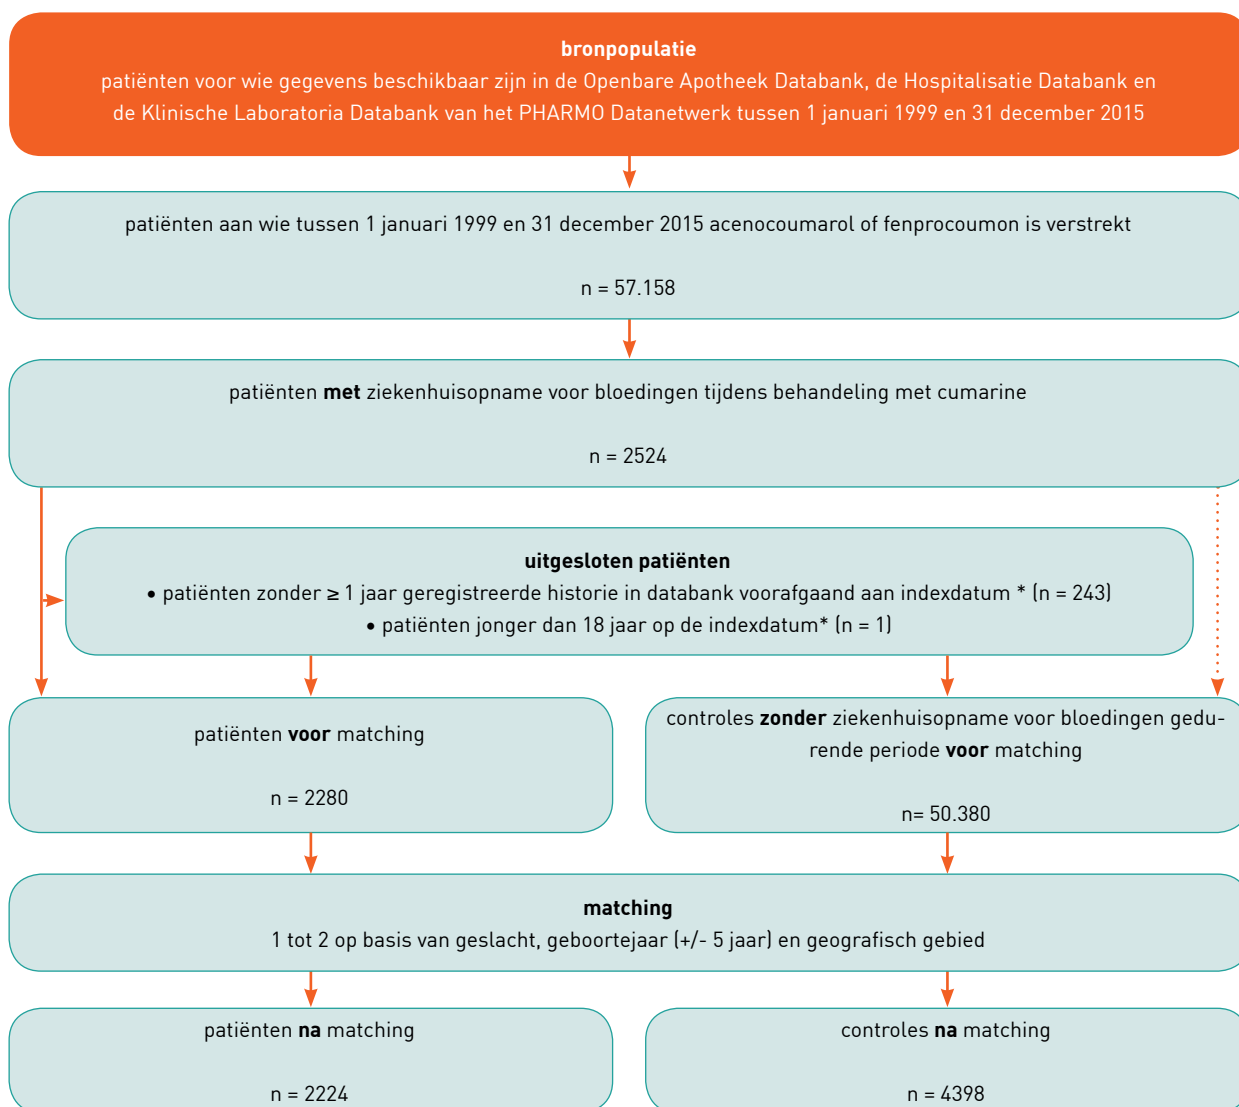 bronpopulatie
patiënten voor wie gegevens beschikbaar zijn in de Openbare Apotheek Databank, de Hospitalisatie Databank en
de Klinische Laboratoria Databank van het PHARMO Datanetwerk tussen 1 januari 1999 en 31 december 2015
patiënten aan wie tussen 1 januari 1999 en 31 december 2015 acenocoumarol of fenprocoumon is verstrekt
n = 57.158
patiënten met ziekenhuisopname voor bloedingen tijdens behandeling met cumarine
n = 2524
uitgesloten patiënten
• patiënten zonder ≥ 1 jaar geregistreerde historie in databank voorafgaand aan indexdatum * (n = 243)
• patiënten jonger dan 18 jaar op de indexdatum* (n = 1)
patiënten voor matching
n = 2280
controles zonder ziekenhuisopname voor bloedingen gedu-
rende periode voor matching
n= 50.380
matching
1 tot 2 op basis van geslacht, geboortejaar (+/- 5 jaar) en geografisch gebied
patiënten na matching
n = 2224
controles na matching
n = 4398